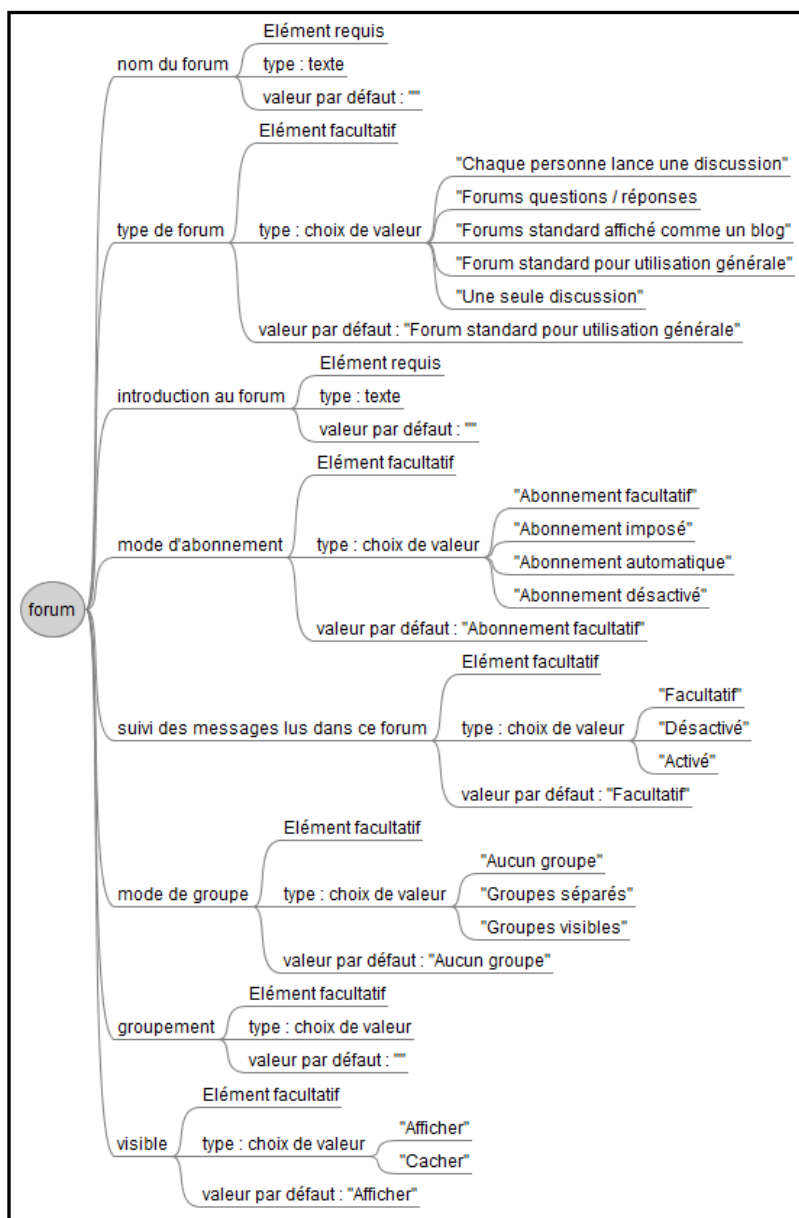 forum
nom du forum
Elément requis
type : texte
valeur par défaut : ""
type de forum
Elément facultatif
type : choix de valeur
"Chaque personne lance une discussion"
"Forums questions / réponses
"Forums standard affiché comme un blog"
"Forum standard pour utilisation générale"
"Une seule discussion"
valeur par défaut : "Forum standard pour utilisation générale"
introduction au forum
Elément requis
type : texte
valeur par défaut : ""
mode d'abonnement
Elément facultatif
type : choix de valeur
"Abonnement facultatif"
"Abonnement imposé"
"Abonnement automatique"
"Abonnement désactivé"
valeur par défaut : "Abonnement facultatif"
suivi des messages lus dans ce forum
Elément facultatif
type : choix de valeur
"Facultatif"
"Désactivé"
"Activé"
valeur par défaut : "Facultatif"
mode de groupe
Elément facultatif
type : choix de valeur
"Aucun groupe"
"Groupes séparés"
"Groupes visibles"
valeur par défaut : "Aucun groupe"
groupement
Elément facultatif
type : choix de valeur
valeur par défaut : ""
visible
Elément facultatif
type : choix de valeur
"Afficher"
"Cacher"
valeur par défaut : "Afficher"